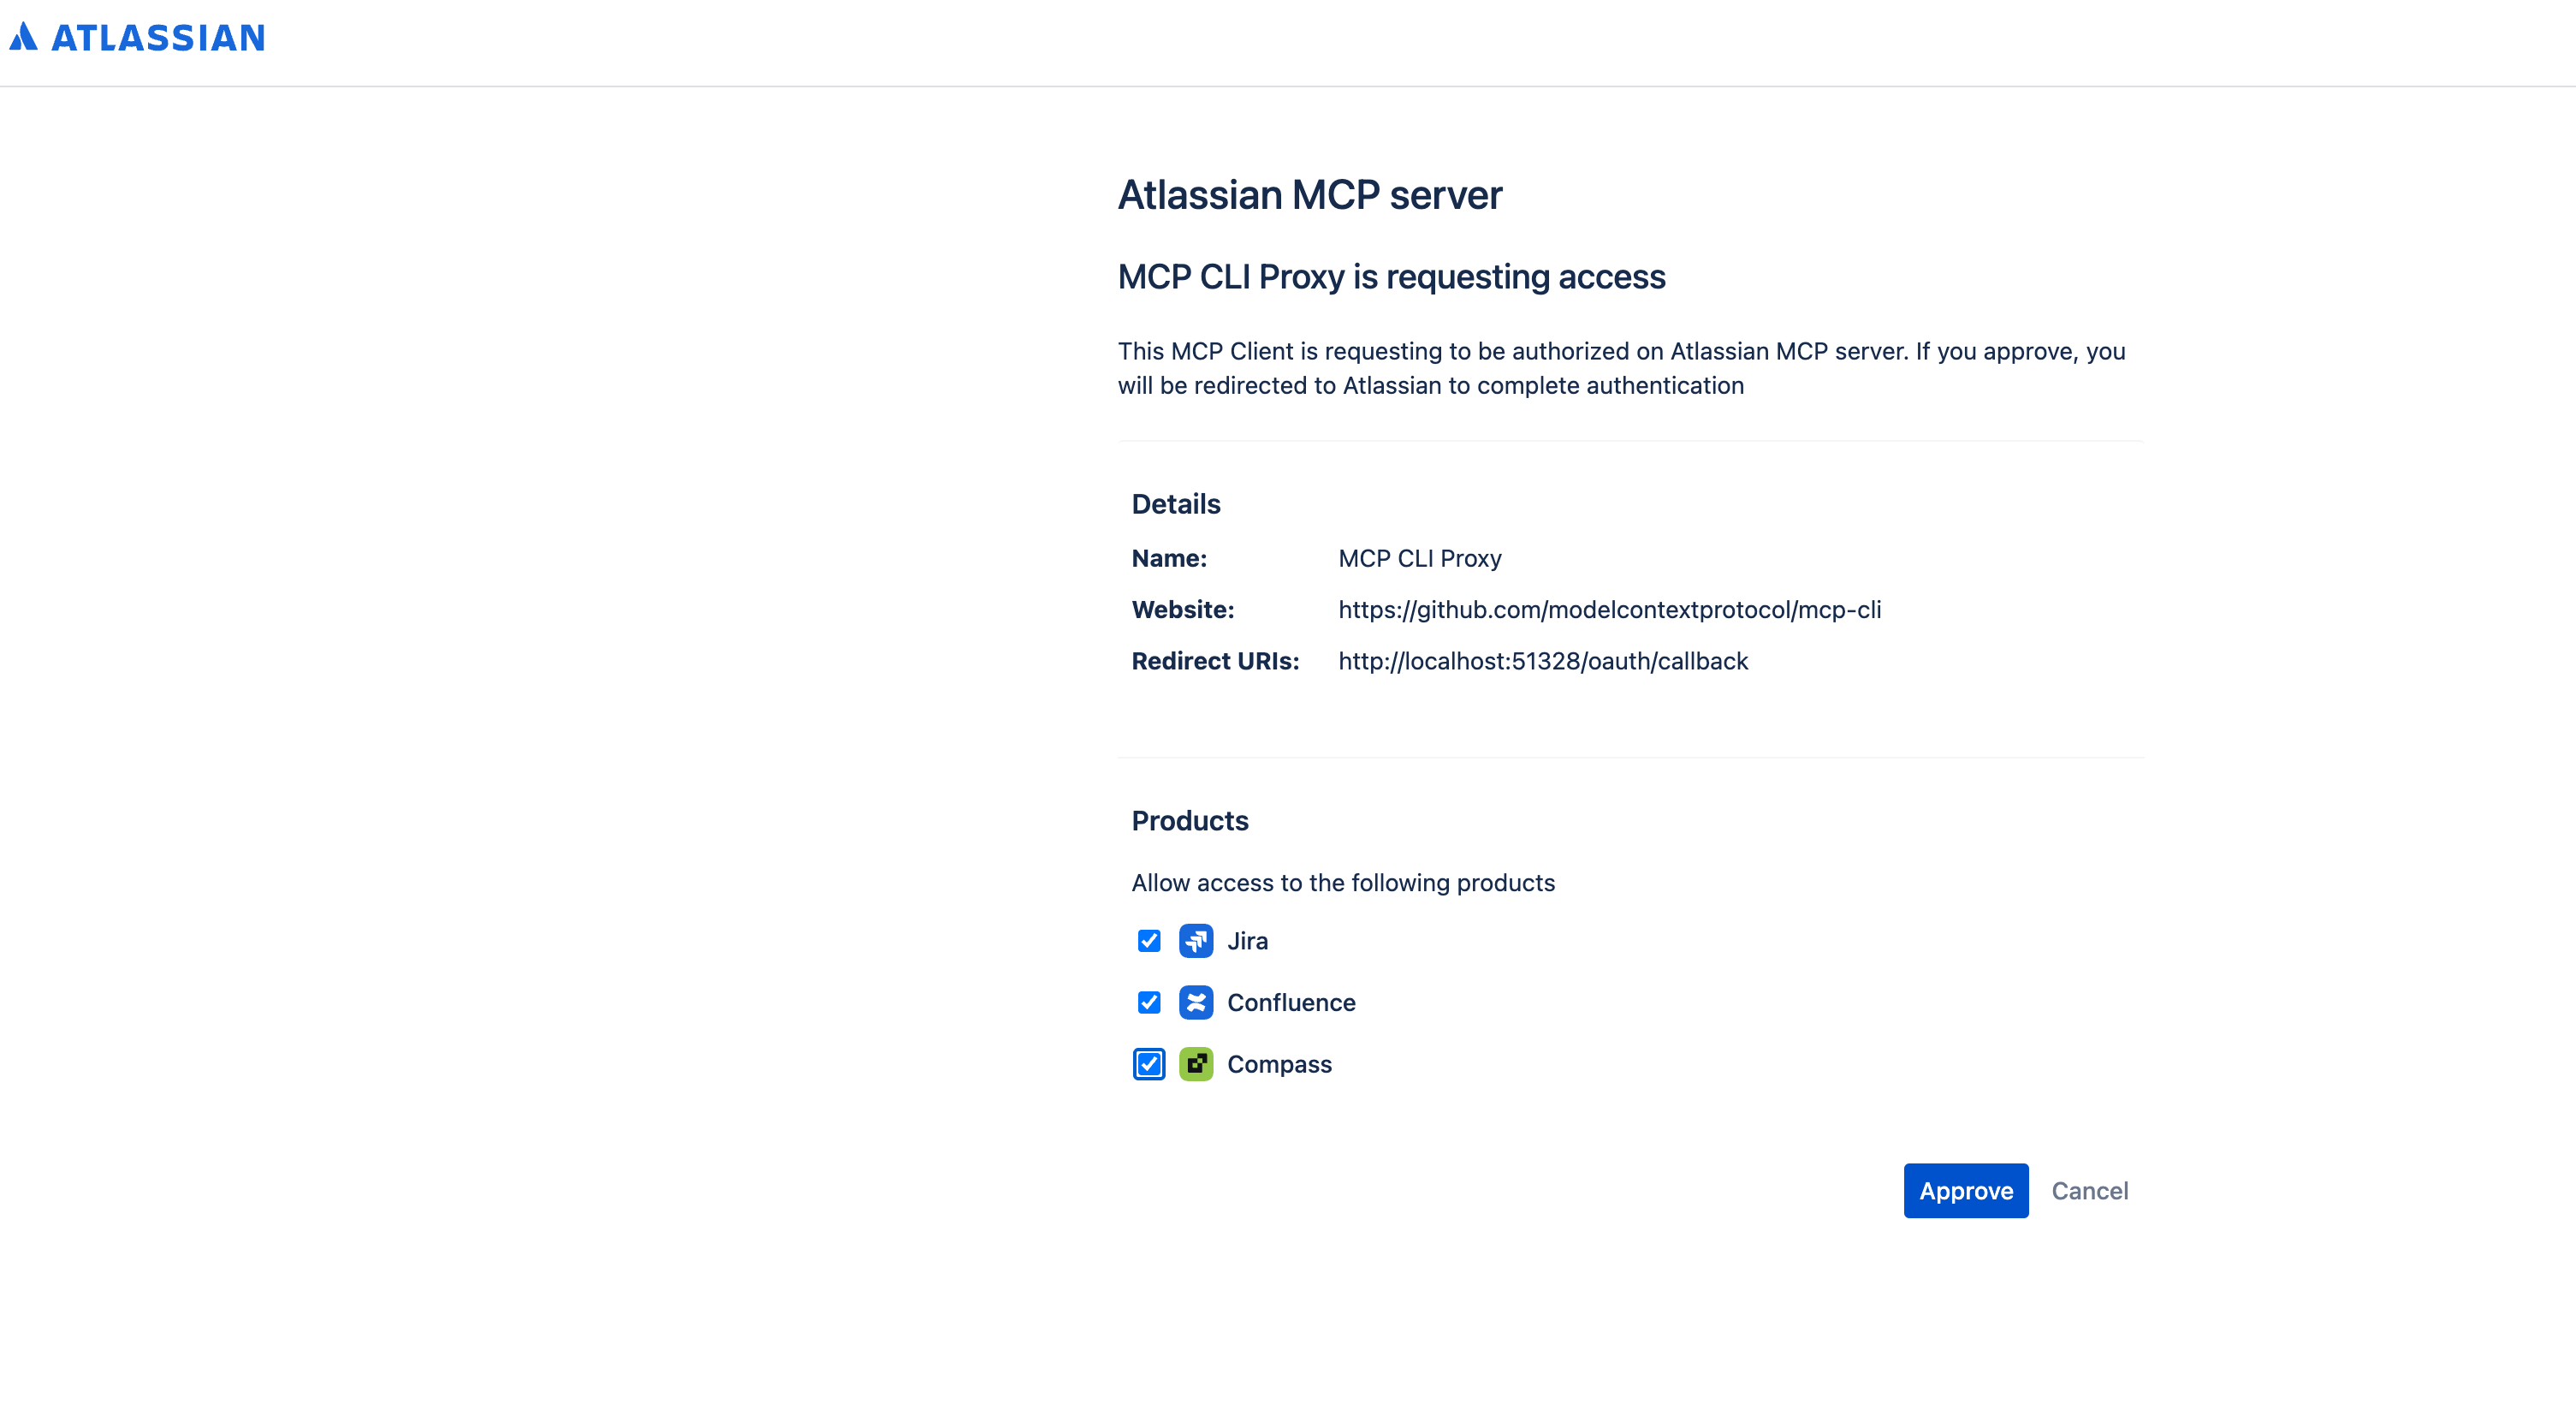 ATLASSIAN
Atlassian MCP server
MCP CLI Proxy is requesting access
This MCP Client is requesting to be authorized on Atlassian MCP server. If you approve, you
will be redirected to Atlassian to complete authentication
Details
Name: MCP CLI Proxy
Website: https://github.com/modelcontextprotocol/mcp-cli
Redirect URIs: http://localhost:51328/oauth/callback
Products
Allow access to the following products
Jira
Confluence
Compass
Approve Cancel